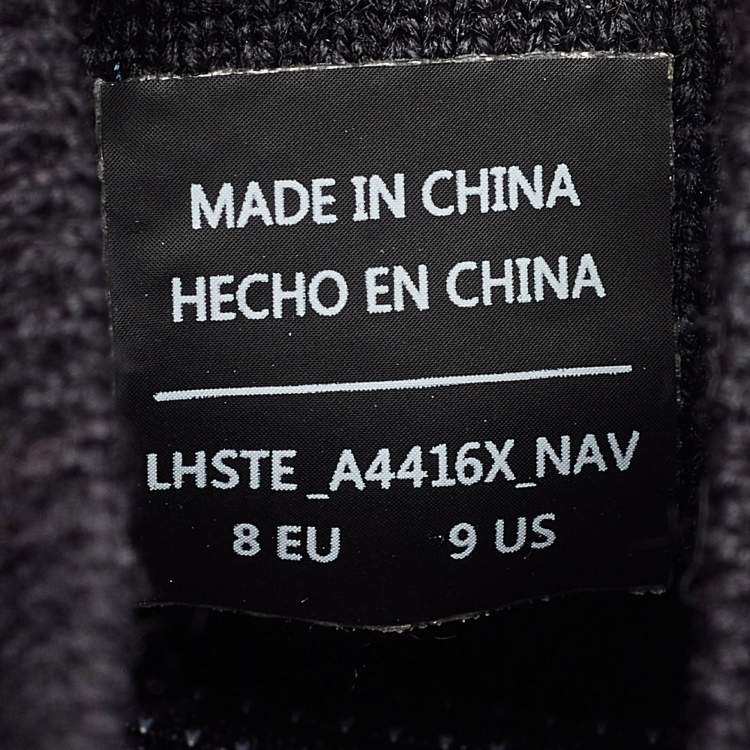 MADE IN CHINA
HECHO EN CHINA
LHSTE_A4416X_NAV
8 EU 9 US